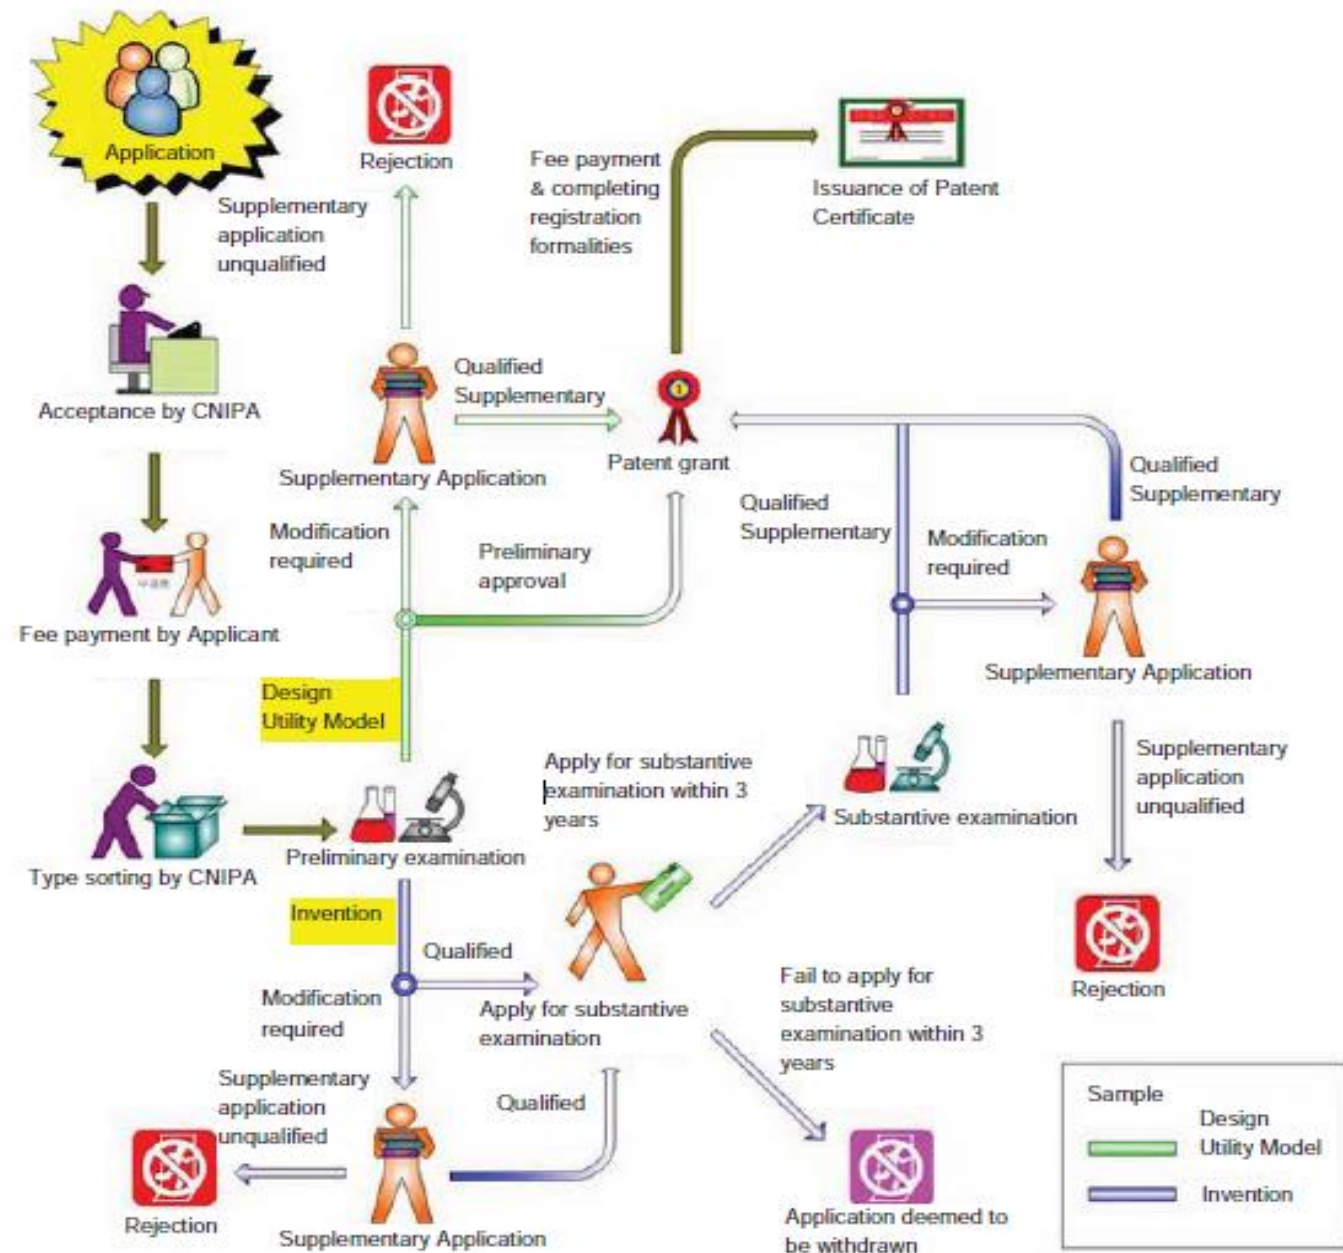 Application
Rejection
Supplementary
application
unqualified
Fee payment
& completing
registration
formalities
Issuance of Patent
Certificate
Acceptance by CNIPA
Qualified
Supplementary
Supplementary Application
Patent grant
Modification
required
Preliminary
approval
Qualified
Supplementary
Modification
required
Qualified
Supplementary
Supplementary Application
Fee payment by Applicant
Design
Utility Model
Type sorting by CNIPA
Preliminary examination
Apply for substantive
examination within 3
years
Substantive examination
Supplementary
application
unqualified
Rejection
Invention
Qualified
Modification
required
Apply for substantive
examination
Fail to apply for
substantive
examination within 3
years
Supplementary
application
unqualified
Qualified
Rejection
Supplementary Application
Application deemed to
be withdrawn
Sample
Design
Utility Model
Invention